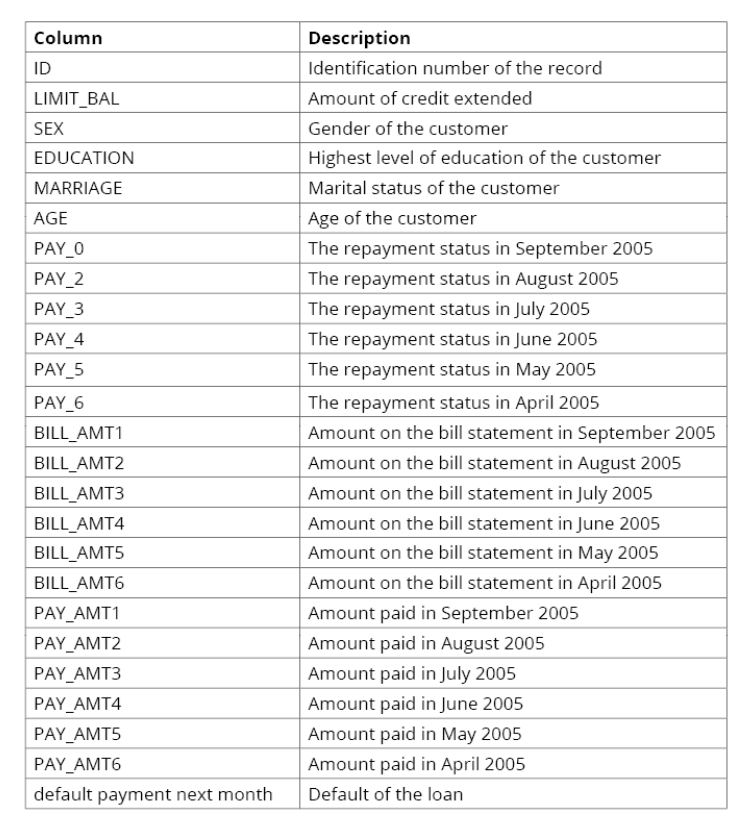 Column Description
ID Identification number of the record
LIMIT_BAL Amount of credit extended
SEX Gender of the customer
EDUCATION Highest level of education of the customer
MARRIAGE Marital status of the customer
AGE Age of the customer
PAY_0 The repayment status in September 2005
PAY_2 The repayment status in August 2005
PAY_3 The repayment status in July 2005
PAY_4 The repayment status in June 2005
PAY_5 The repayment status in May 2005
PAY_6 The repayment status in April 2005
BILL_AMT1 Amount on the bill statement in September 2005
BILL_AMT2 Amount on the bill statement in August 2005
BILL_AMT3 Amount on the bill statement in July 2005
BILL_AMT4 Amount on the bill statement in June 2005
BILL_AMT5 Amount on the bill statement in May 2005
BILL_AMT6 Amount on the bill statement in April 2005
PAY_AMT1 Amount paid in September 2005
PAY_AMT2 Amount paid in August 2005
PAY_AMT3 Amount paid in July 2005
PAY_AMT4 Amount paid in June 2005
PAY_AMT5 Amount paid in May 2005
PAY_AMT6 Amount paid in April 2005
default payment next month Default of the loan